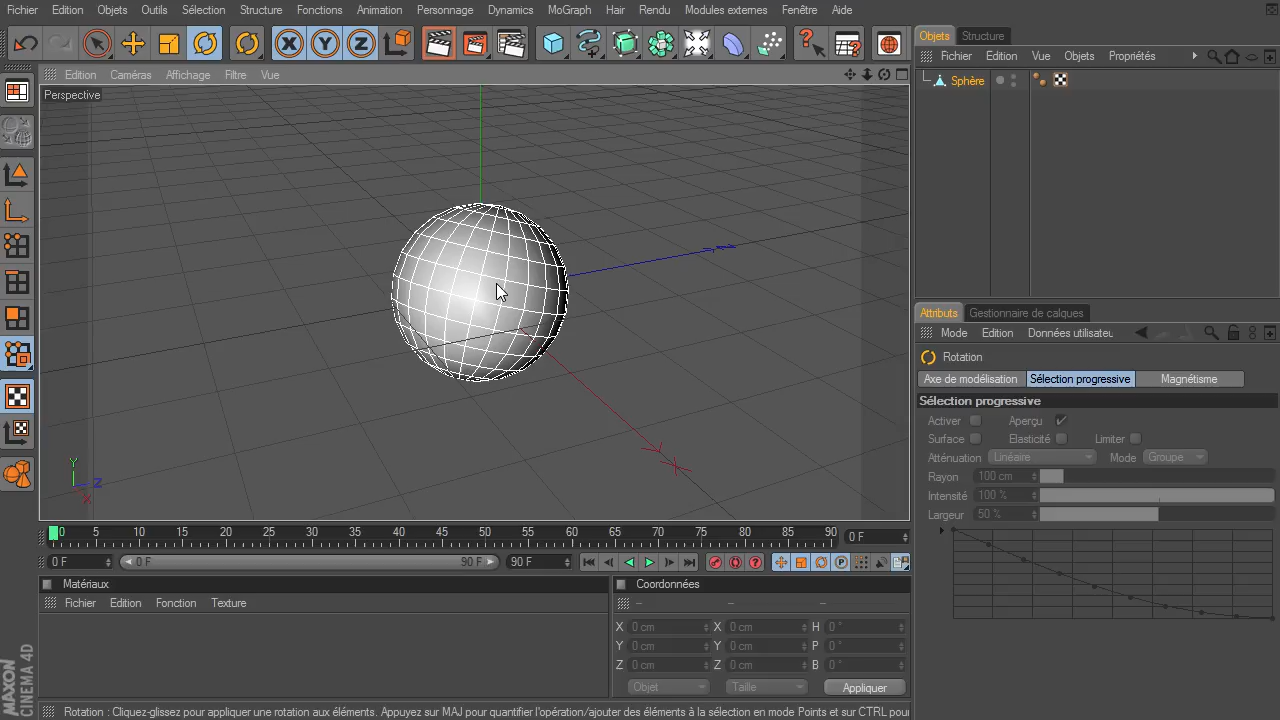 Fichier Edition Objets Outils Sélection Structure Fonctions Animation Personnage Dynamics MoGraph Hair Rendu Modules externes Fenêtre Aide
X Y Z
Objets Structure
Edition Caméras Affichage Filtre Vue
Fichier Edition Vue Objets Propriétés
Perspective
Sphère
Attributs Gestionnaire de calques
Mode Edition Données utilisateu
Rotation
Axe de modélisation Sélection progressive Magnétisme
Sélection progressive
Activer Aperçu
Surface Elasticité Limiter
Atténuation Linéaire Mode Groupe
Rayon 100 cm
Intensité 100 %
Largeur 50 %
Y
Z
X
0 5 10 15 20 25 30 35 40 45 50 55 60 65 70 75 80 85 90 0 F
0 F 0 F 90 F 90 F
P
Matériaux
Fichier Edition Fonction Texture
Coordonnées
– – –
X 0 cm X 0 cm H 0 °
Y 0 cm Y 0 cm P 0 °
Z 0 cm Z 0 cm B 0 °
Objet Taille Appliquer
MAXON
CINEMA 4D
Rotation : Cliquez-glissez pour appliquer une rotation aux éléments. Appuyez sur MAJ pour quantifier l'opération/ajouter des éléments à la sélection en mode Points et sur CTRL pour